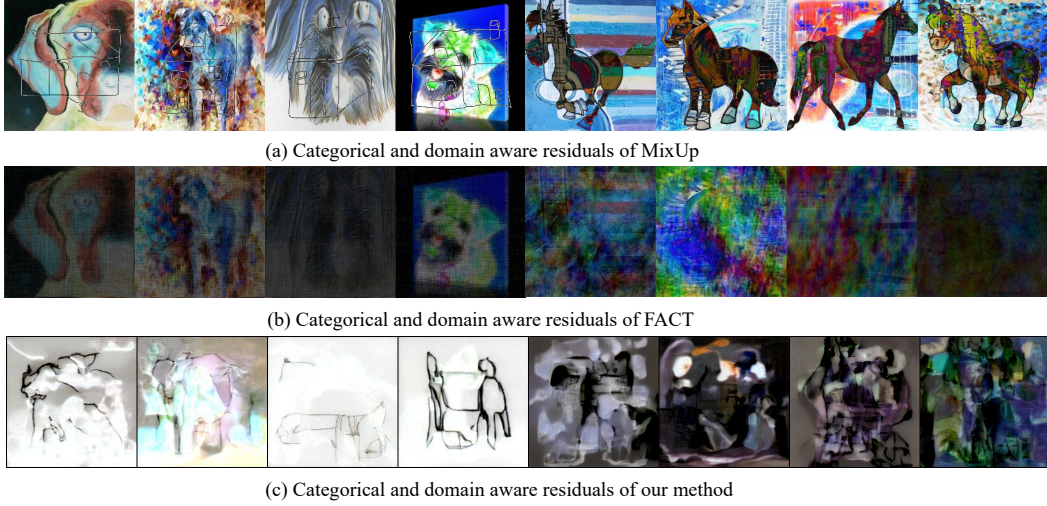 (a) Categorical and domain aware residuals of MixUp
(b) Categorical and domain aware residuals of FACT
(c) Categorical and domain aware residuals of our method